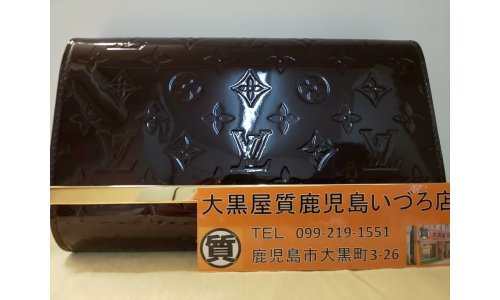 大黒屋質鹿児島いづろ店
TEL 099-219-1551
質
鹿児島市大黒町3-26